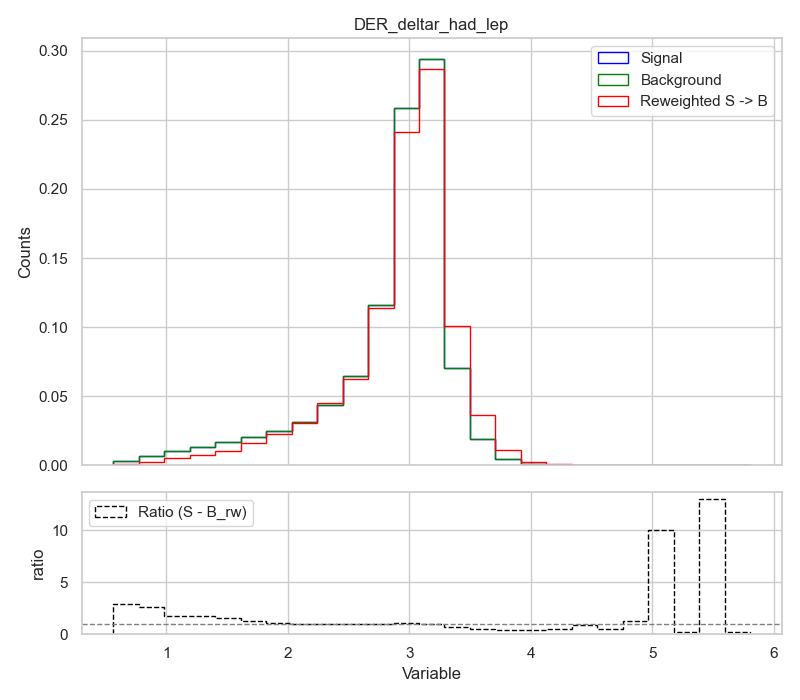 DER_deltar_had_lep
0.30
0.25
0.20
0.15
0.10
0.05
0.00
Counts
Signal
Background
Reweighted S -> B
10
5
0
ratio
Ratio (S - B_rw)
1 2 3 4 5 6
Variable